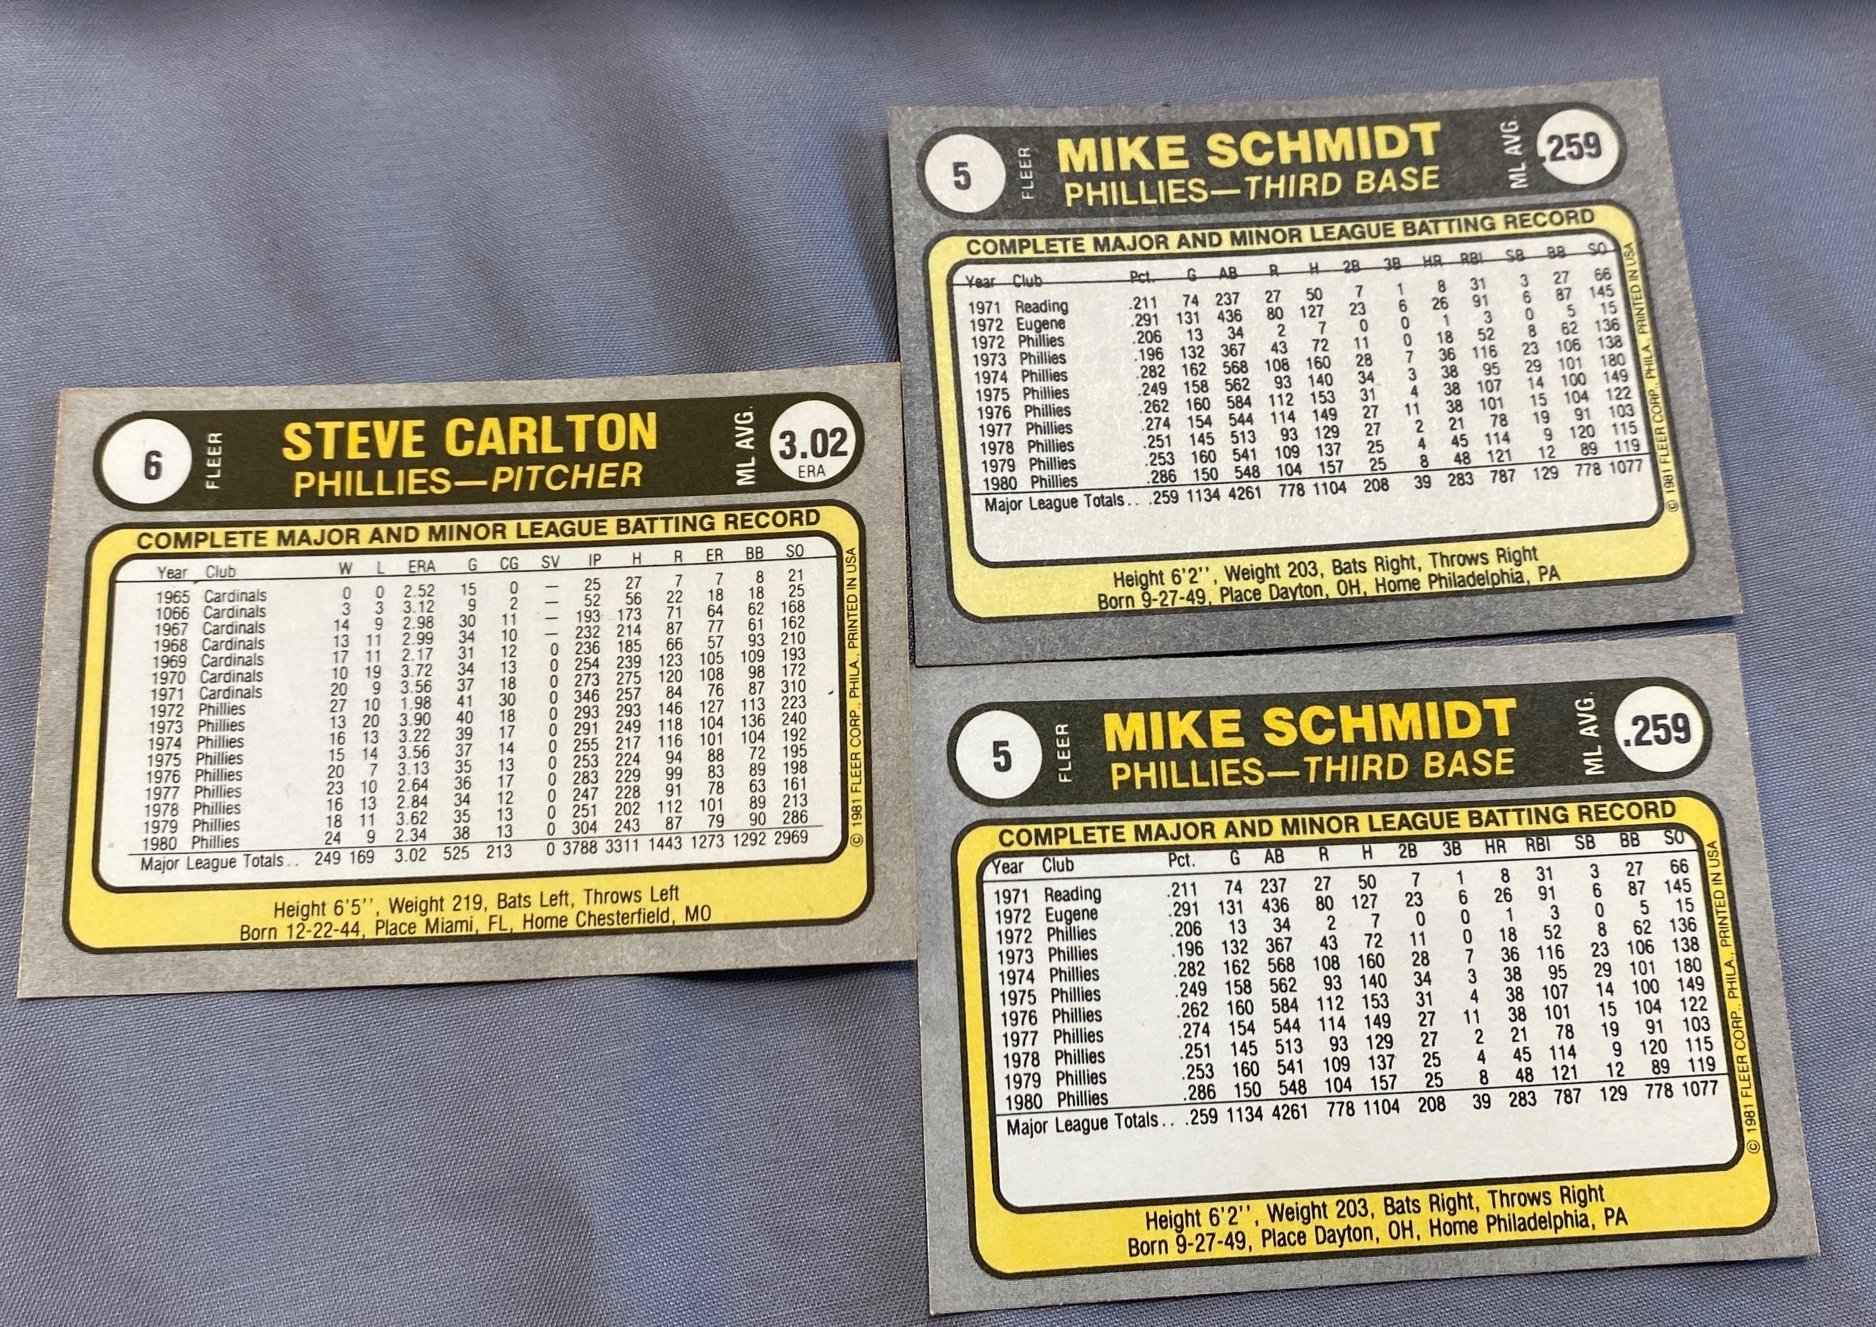 6
FLEER
STEVE CARLTON
PHILLIES—PITCHER
ML AVG.
3.02
ERA
COMPLETE MAJOR AND MINOR LEAGUE BATTING RECORD
Year Club W L ERA G CG SV IP H R ER BB SO
1965 Cardinals 0 0 2.52 15 0 — 25 27 7 7 8 21
1066 Cardinals 3 3 3.12 9 2 — 52 56 22 18 18 25
1967 Cardinals 14 9 2.98 30 11 — 193 173 71 64 62 168
1968 Cardinals 13 11 2.99 34 10 — 232 214 87 77 61 162
1969 Cardinals 17 11 2.17 31 12 0 236 185 66 57 93 210
1970 Cardinals 10 19 3.72 34 13 0 254 239 123 105 109 193
1971 Cardinals 20 9 3.56 37 18 0 273 275 120 108 98 172
1972 Phillies 27 10 1.98 41 30 0 346 257 84 76 87 310
1973 Phillies 13 20 3.90 40 18 0 293 293 146 127 113 223
1974 Phillies 16 13 3.22 39 17 0 291 249 118 104 136 240
1975 Phillies 15 14 3.56 37 14 0 255 217 116 101 104 192
1976 Phillies 20 7 3.13 35 13 0 253 224 94 88 72 195
1977 Phillies 23 10 2.64 36 17 0 283 229 99 83 89 198
1978 Phillies 16 13 2.84 34 12 0 247 228 91 78 63 161
1979 Phillies 18 11 3.62 35 13 0 251 202 112 101 89 213
1980 Phillies 24 9 2.34 38 13 0 304 243 87 79 90 286
Major League Totals.. 249 169 3.02 525 213 0 3788 3311 1443 1273 1292 2969
Height 6'5'', Weight 219, Bats Left, Throws Left
Born 12-22-44, Place Miami, FL, Home Chesterfield, MO
© 1981 FLEER CORP., PHILA., PRINTED IN USA
5
FLEER
MIKE SCHMIDT
PHILLIES—THIRD BASE
ML AVG.
.259
COMPLETE MAJOR AND MINOR LEAGUE BATTING RECORD
Year Club Pct. G AB R H 2B 3B HR RBI SB BB SO
1971 Reading .211 74 237 27 50 7 1 8 31 3 27 66
1972 Eugene .291 131 436 80 127 23 6 26 91 6 87 145
1972 Phillies .206 13 34 2 7 0 0 1 3 0 5 15
1973 Phillies .196 132 367 43 72 11 0 18 52 8 62 136
1974 Phillies .282 162 568 108 160 28 7 36 116 23 106 138
1975 Phillies .249 158 562 93 140 34 3 38 95 29 101 180
1976 Phillies .262 160 584 112 153 31 4 38 107 14 100 149
1977 Phillies .274 154 544 114 149 27 11 38 101 15 104 122
1978 Phillies .251 145 513 93 129 27 2 21 78 19 91 103
1979 Phillies .253 160 541 109 137 25 4 45 114 9 120 115
1980 Phillies .286 150 548 104 157 25 8 48 121 12 89 119
Major League Totals.. .259 1134 4261 778 1104 208 39 283 787 129 778 1077
Height 6'2'', Weight 203, Bats Right, Throws Right
Born 9-27-49, Place Dayton, OH, Home Philadelphia, PA
© 1981 FLEER CORP., PHILA., PRINTED IN USA
5
FLEER
MIKE SCHMIDT
PHILLIES—THIRD BASE
ML AVG.
.259
COMPLETE MAJOR AND MINOR LEAGUE BATTING RECORD
Year Club Pct. G AB R H 2B 3B HR RBI SB BB SO
1971 Reading .211 74 237 27 50 7 1 8 31 3 27 66
1972 Eugene .291 131 436 80 127 23 6 26 91 6 87 145
1972 Phillies .206 13 34 2 7 0 0 1 3 0 5 15
1973 Phillies .196 132 367 43 72 11 0 18 52 8 62 136
1974 Phillies .282 162 568 108 160 28 7 36 116 23 106 138
1975 Phillies .249 158 562 93 140 34 3 38 95 29 101 180
1976 Phillies .262 160 584 112 153 31 4 38 107 14 100 149
1977 Phillies .274 154 544 114 149 27 11 38 101 15 104 122
1978 Phillies .251 145 513 93 129 27 2 21 78 19 91 103
1979 Phillies .253 160 541 109 137 25 4 45 114 9 120 115
1980 Phillies .286 150 548 104 157 25 8 48 121 12 89 119
Major League Totals.. .259 1134 4261 778 1104 208 39 283 787 129 778 1077
Height 6'2'', Weight 203, Bats Right, Throws Right
Born 9-27-49, Place Dayton, OH, Home Philadelphia, PA
© 1981 FLEER CORP., PHILA., PRINTED IN USA